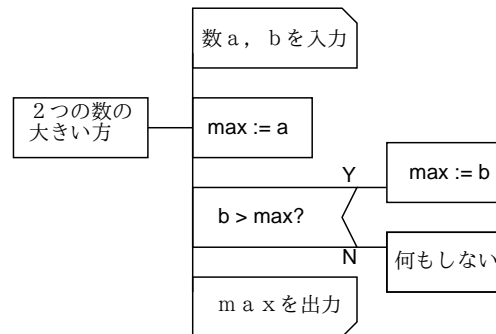 数ａ，ｂを入力
２つの数の
大きい方
max := a
Y
max := b
b > max?
N
何もしない
ｍａｘを出力